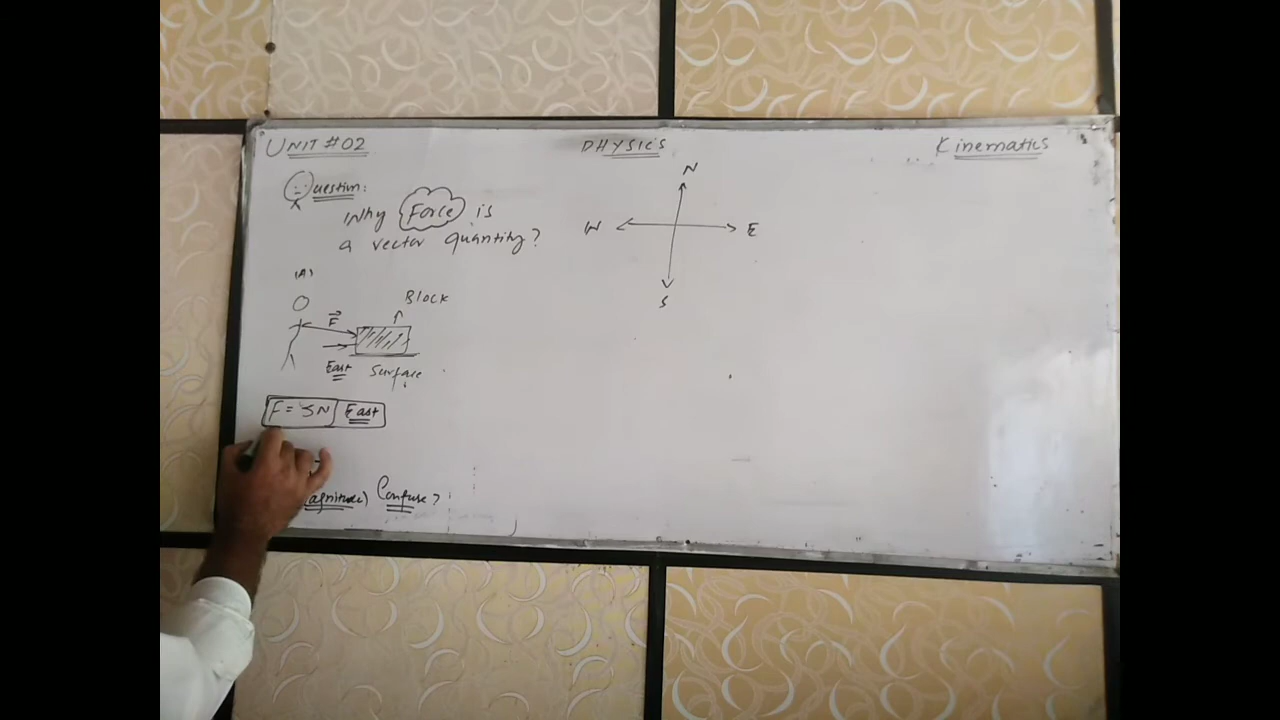 UNIT #02
PHYSICS
Kinematics
Question:
Why Force is
a vector quantity?
N
W
E
S
(A)
Block
F
East
Surface
F = 5N East
Confuse?